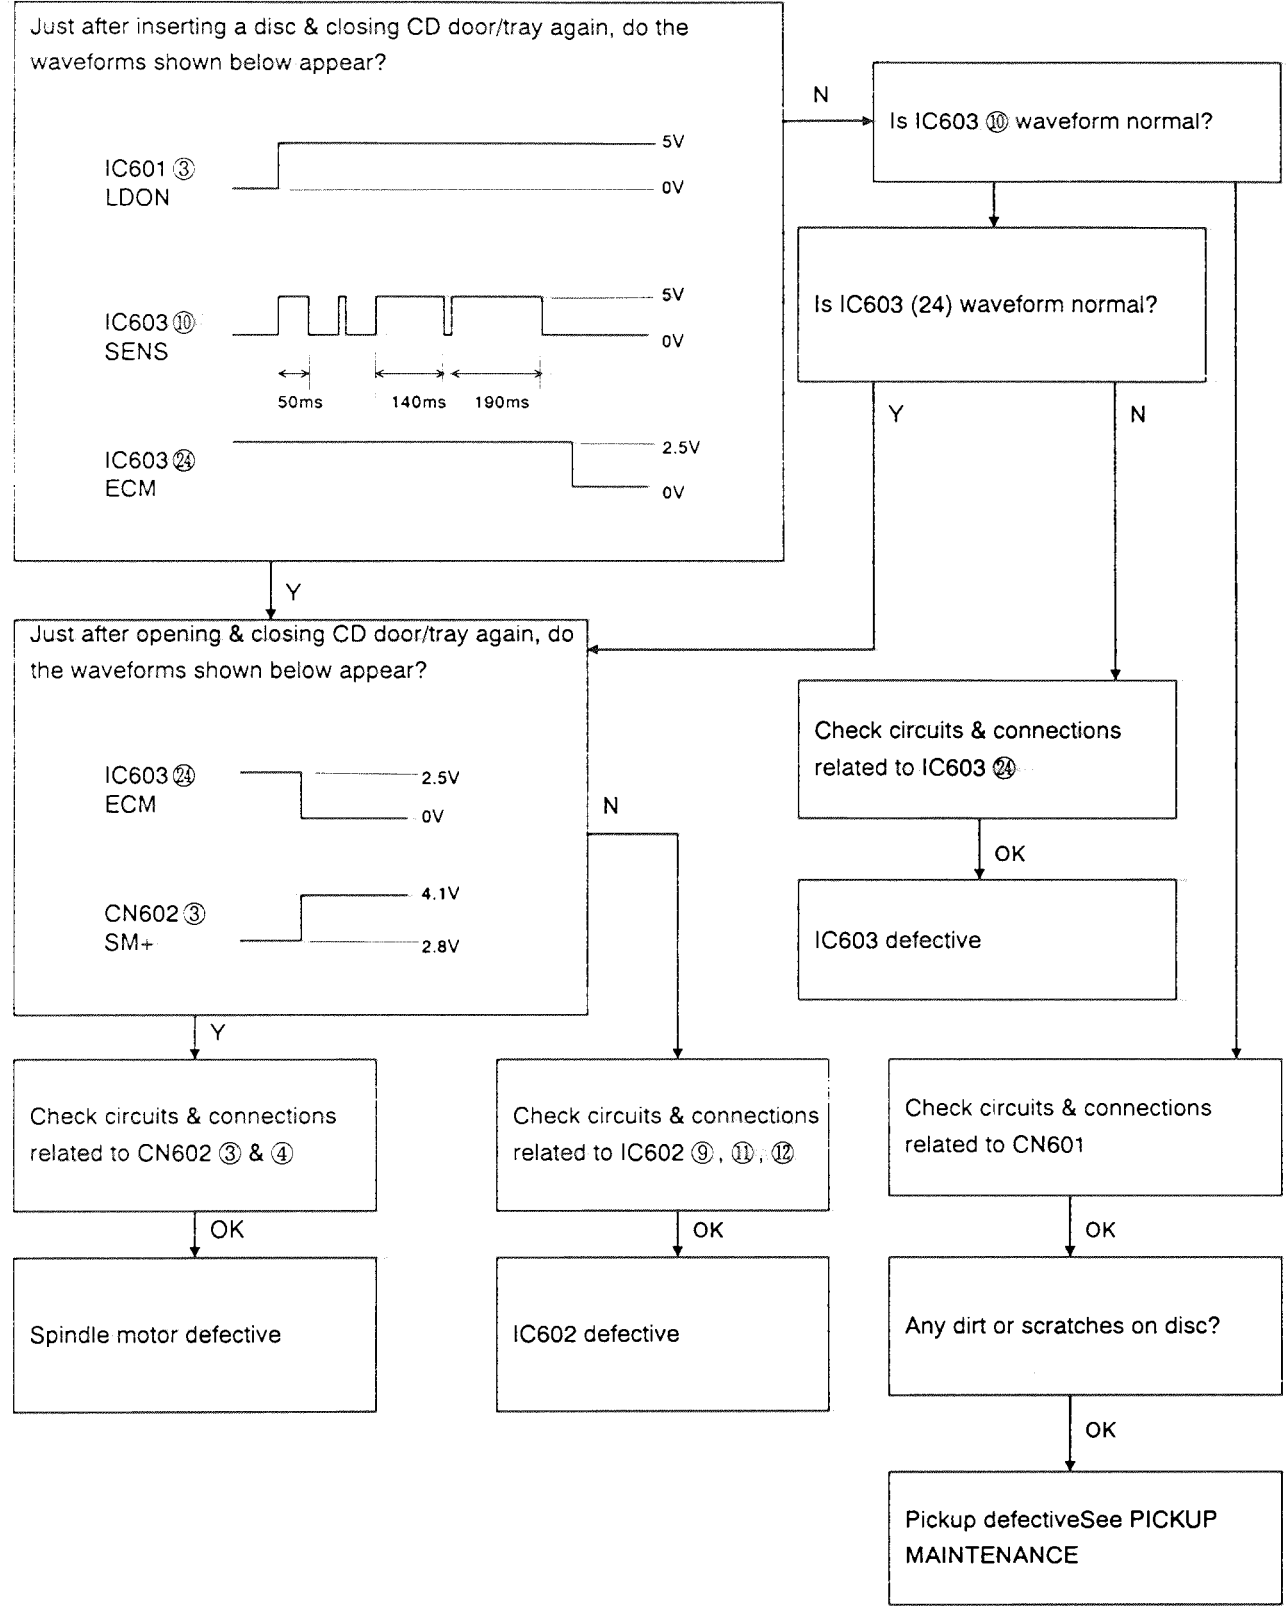 Just after inserting a disc & closing CD door/tray again, do the
waveforms shown below appear?
IC601 ③
LDON
5V
0V
IC603 ⑩
SENS
5V
0V
50ms
140ms
190ms
IC603 ㉔
ECM
2.5V
0V
N
Is IC603 ⑩ waveform normal?
Is IC603 (24) waveform normal?
Y
N
Y
Just after opening & closing CD door/tray again, do
the waveforms shown below appear?
IC603 ㉔
ECM
2.5V
0V
CN602 ③
SM+
4.1V
2.8V
N
Check circuits & connections
related to IC603 ㉔
OK
IC603 defective
Y
Check circuits & connections
related to CN602 ③ & ④
OK
Spindle motor defective
Check circuits & connections
related to IC602 ⑨, ⑪, ⑫
OK
IC602 defective
Check circuits & connections
related to CN601
OK
Any dirt or scratches on disc?
OK
Pickup defectiveSee PICKUP
MAINTENANCE